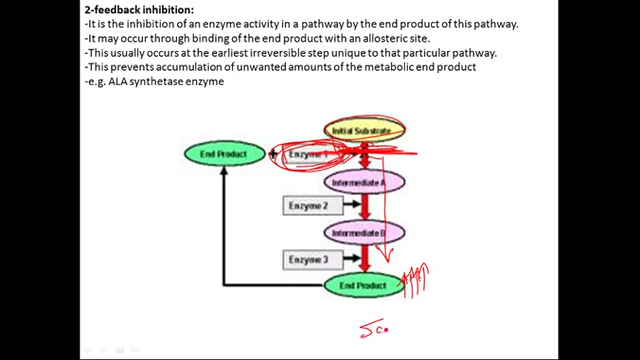 2-feedback inhibition:
-It is the inhibition of an enzyme activity in a pathway by the end product of this pathway.
-It may occur through binding of the end product with an allosteric site.
-This usually occurs at the earliest irreversible step unique to that particular pathway.
-This prevents accumulation of unwanted amounts of the metabolic end product
-e.g. ALA synthetase enzyme
Initial Substrate
End Product + Enzyme 1
Intermediate A
Enzyme 2
Intermediate B
Enzyme 3
End Product